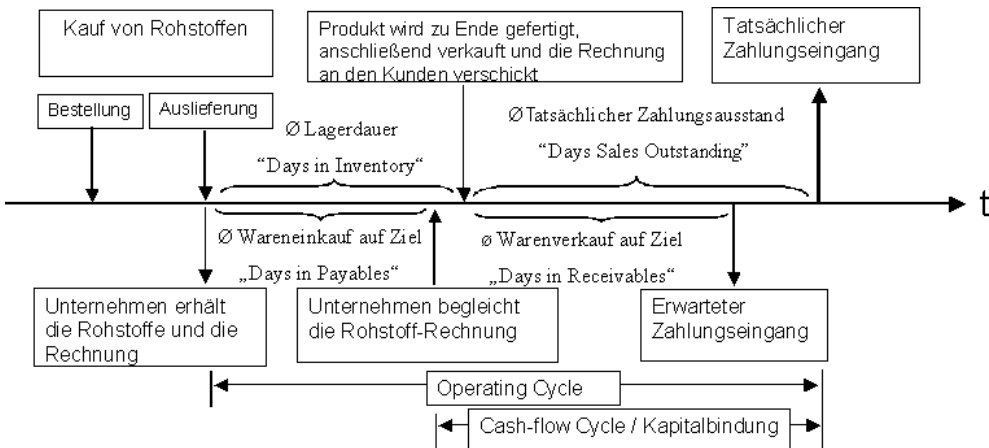 Kauf von Rohstoffen
Produkt wird zu Ende gefertigt,
anschließend verkauft und die Rechnung
an den Kunden verschickt
Tatsächlicher
Zahlungseingang
Bestellung
Auslieferung
Ø Lagerdauer
“Days in Inventory“
Ø Tatsächlicher Zahlungsausstand
“Days Sales Outstanding”
t
Ø Wareneinkauf auf Ziel
„Days in Payables“
ø Warenverkauf auf Ziel
„Days in Receivables“
Unternehmen erhält
die Rohstoffe und die
Rechnung
Unternehmen begleicht
die Rohstoff-Rechnung
Erwarteter
Zahlungseingang
Operating Cycle
Cash-flow Cycle / Kapitalbindung